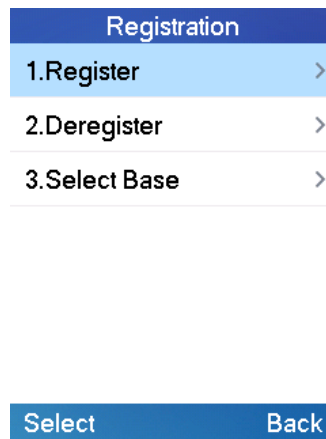 Registration
1.Register
2.Deregister
3.Select Base
Select Back